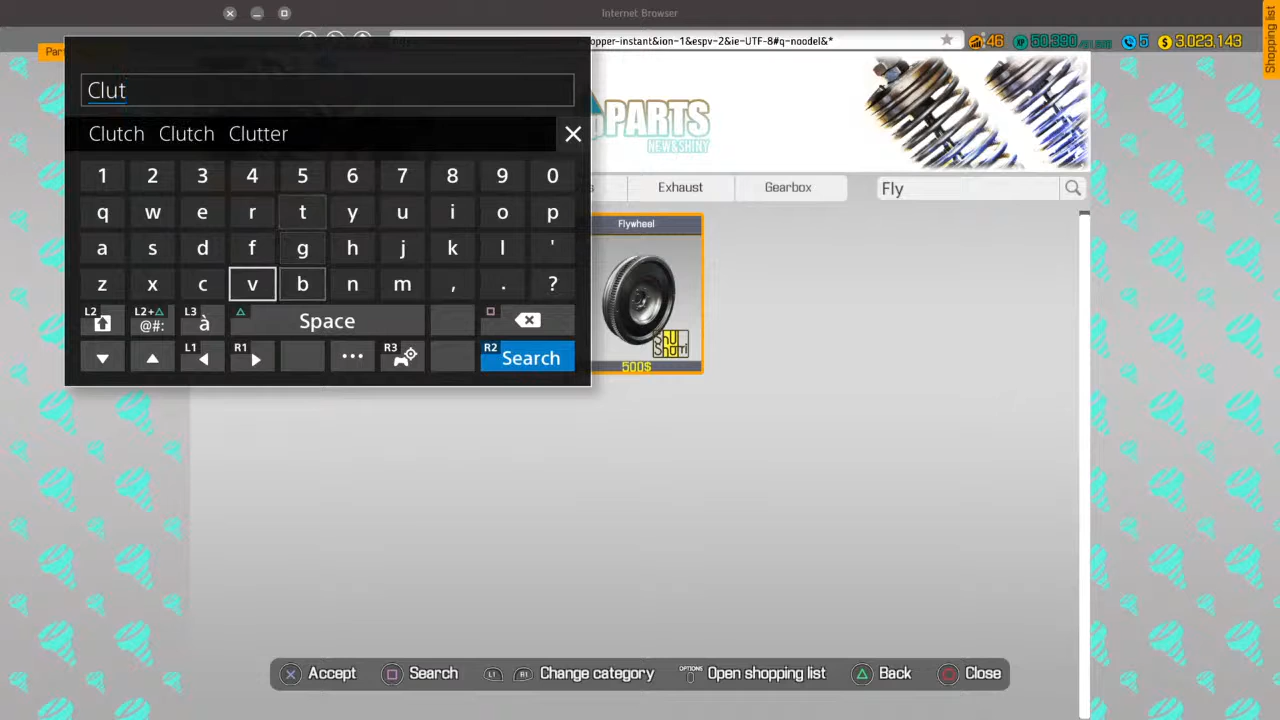 Internet Browser
opper-instant&ion-1&espv-2&ie-UTF-8#q-noodel&*
46
50,390
5
$ 3,023,143
Shopping list
Par
Clut
Clutch Clutch Clutter
PARTS
NEW&SHINY
1 2 3 4 5 6 7 8 9 0
q w e r t y u i o p
a s d f g h j k l '
z x c v b n m , . ?
L2 L2+△ @#: L3 à △ Space
L1 R1 ... R3 R2 Search
s Exhaust Gearbox Fly
Flywheel
500$
Accept Search L1 R1 Change category OPTIONS Open shopping list Back Close